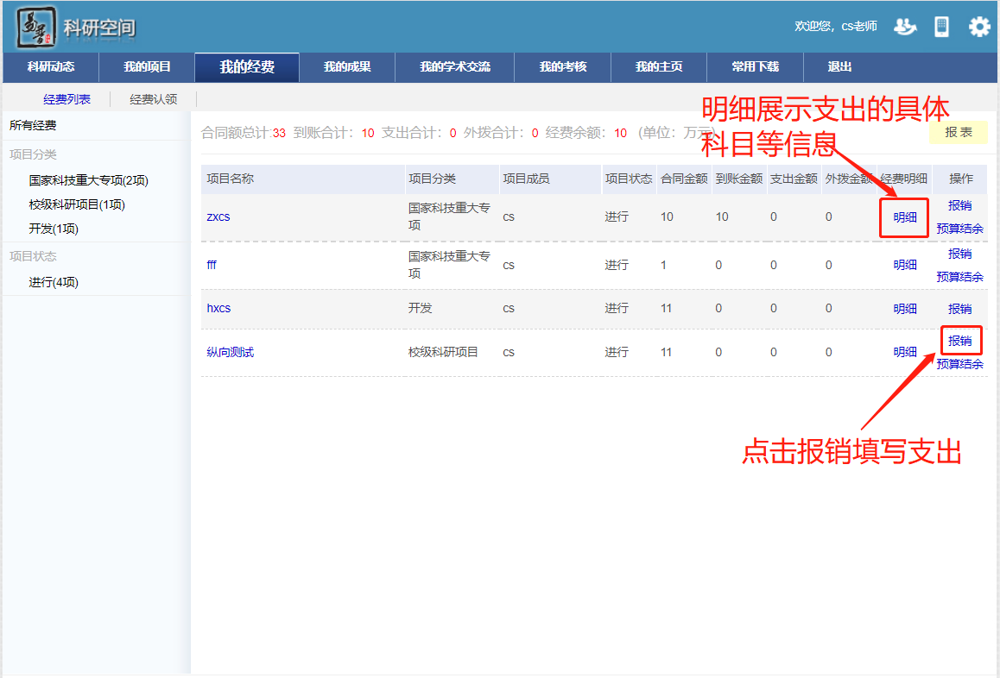 易普
科研空间
欢迎您，cs老师
科研动态 我的项目 我的经费 我的成果 我的学术交流 我的考核 我的主页 常用下载 退出
经费列表 经费认领
明细展示支出的具体
科目等信息
所有经费
项目分类
国家科技重大专项(2项)
校级科研项目(1项)
开发(1项)
项目状态
进行(4项)
合同额总计:33 到账合计：10 支出合计：0 外拨合计：0 经费余额：10 (单位：万元)
报 表
项目名称 项目分类 项目成员 项目状态 合同金额 到账金额 支出金额 外拨金额 经费明细 操作
zxcs 国家科技重大专项 cs 进行 10 10 0 0 明细 报销 预算结余
fff 国家科技重大专项 cs 进行 1 0 0 0 明细 报销 预算结余
hxcs 开发 cs 进行 11 0 0 0 明细 报销
纵向测试 校级科研项目 cs 进行 11 0 0 0 明细 报销 预算结余
点击报销填写支出